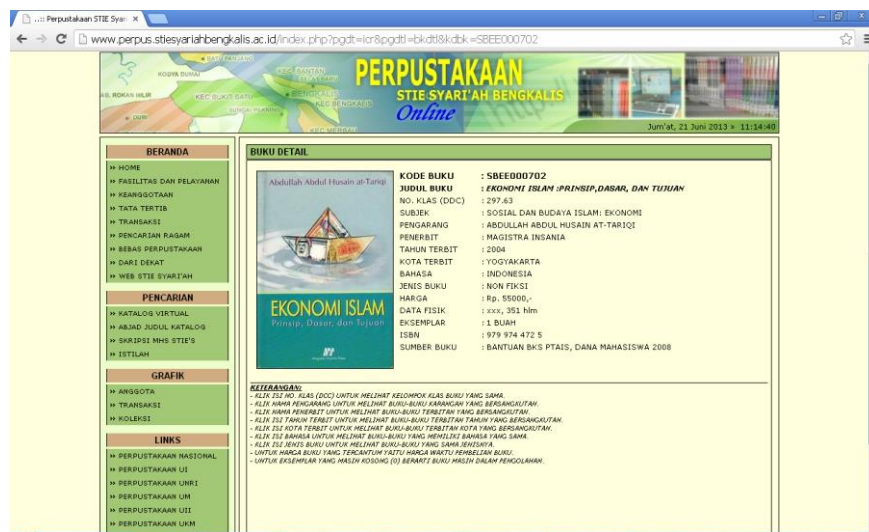 ..:: Perpustakaan STIE Syari
www.perpus.stiesyariahbengkalis.ac.id/index.php?pgdt=icr&pgdtl=bkdtl&kdbk=SBEE000702
KODYA DUMAI
KEC BUKIT BATU
KEC BANTAN
KEC BENGKALIS
KEC MERBAU
PERPUSTAKAAN
STIE SYARI'AH BENGKALIS
Online
Jum'at, 21 Juni 2013 » 11:14:40
BERANDA
» HOME
» FASILITAS DAN PELAYANAN
» KEANGGOTAAN
» TATA TERTIB
» TRANSAKSI
» PENCARIAN RAGAM
» BEBAS PERPUSTAKAAN
» DARI DEKAT
» WEB STIE SYARI'AH
PENCARIAN
» KATALOG VIRTUAL
» ABJAD JUDUL KATALOG
» SKRIPSI MHS STIE'S
» ISTILAH
GRAFIK
» ANGGOTA
» TRANSAKSI
» KOLEKSI
LINKS
» PERPUSTAKAAN NASIONAL
» PERPUSTAKAAN UI
» PERPUSTAKAAN UNRI
» PERPUSTAKAAN UM
» PERPUSTAKAAN UII
» PERPUSTAKAAN UKM
BUKU DETAIL
Abdullah Abdul Husain at-Tariqi
EKONOMI ISLAM
Prinsip, Dasar, dan Tujuan
KODE BUKU : SBEE000702
JUDUL BUKU : EKONOMI ISLAM :PRINSIP,DASAR, DAN TUJUAN
NO. KLAS (DDC) : 297.63
SUBJEK : SOSIAL DAN BUDAYA ISLAM: EKONOMI
PENGARANG : ABDULLAH ABDUL HUSAIN AT-TARIQI
PENERBIT : MAGISTRA INSANIA
TAHUN TERBIT : 2004
KOTA TERBIT : YOGYAKARTA
BAHASA : INDONESIA
JENIS BUKU : NON FIKSI
HARGA : Rp. 55000,-
DATA FISIK : xxx, 351 hlm
EKSEMPLAR : 1 BUAH
ISBN : 979 974 472 5
SUMBER BUKU : BANTUAN BKS PTAIS, DANA MAHASISWA 2008
KETERANGAN:
- KLIK ISI NO. KLAS (DDC) UNTUK MELIHAT KELOMPOK KLAS BUKU YANG SAMA.
- KLIK NAMA PENGARANG UNTUK MELIHAT BUKU-BUKU KARANGAN YANG BERSANGKUTAN.
- KLIK NAMA PENERBIT UNTUK MELIHAT BUKU-BUKU TERBITAN YANG BERSANGKUTAN.
- KLIK ISI TAHUN TERBIT UNTUK MELIHAT BUKU-BUKU TERBITAN TAHUN YANG BERSANGKUTAN.
- KLIK ISI KOTA TERBIT UNTUK MELIHAT BUKU-BUKU TERBITAN KOTA YANG BERSANGKUTAN.
- KLIK ISI BAHASA UNTUK MELIHAT BUKU-BUKU YANG MEMILIKI BAHASA YANG SAMA.
- KLIK ISI JENIS BUKU UNTUK MELIHAT BUKU-BUKU YANG SAMA JENISNYA.
- UNTUK HARGA BUKU YANG TERCANTUM YAITU HARGA WAKTU PEMBELIAN BUKU.
- UNTUK EKSEMPLAR YANG MASIH KOSONG (0) BERARTI BUKU MASIH DALAM PENGOLAHAN.